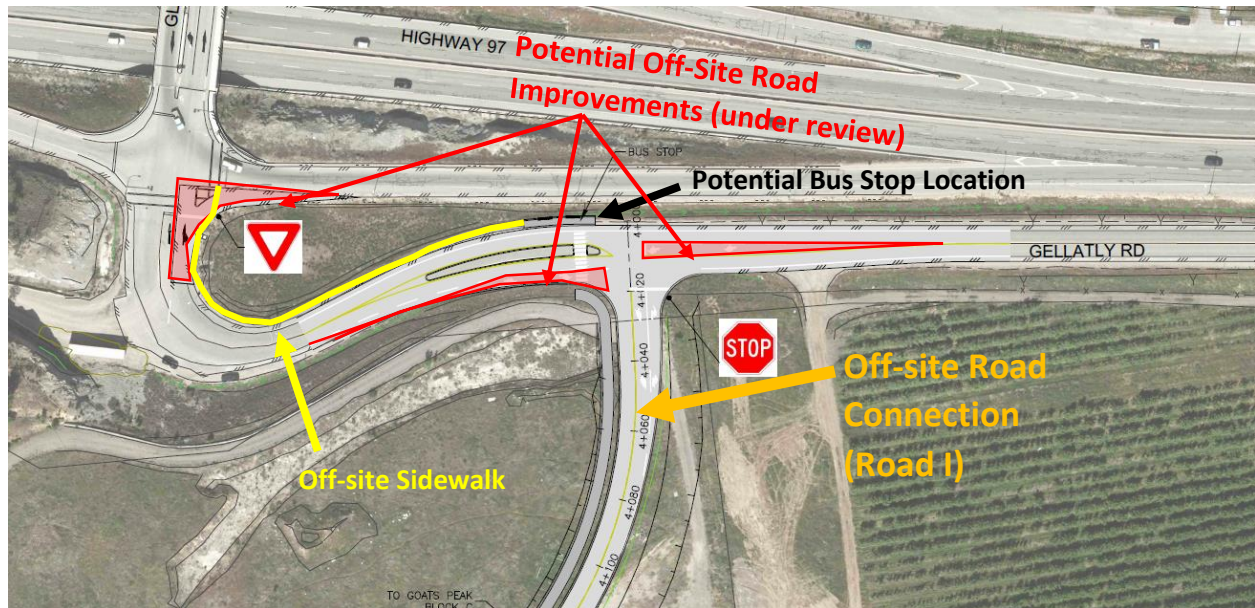 GL
HIGHWAY 97
Potential Off-Site Road
Improvements (under review)
BUS STOP
Potential Bus Stop Location
4+000
GELLATLY RD
4+020
STOP
4+040
Off-site Road
Connection
(Road I)
4+060
Off-site Sidewalk
4+080
4+100
TO GOATS PEAK
BLOCK C